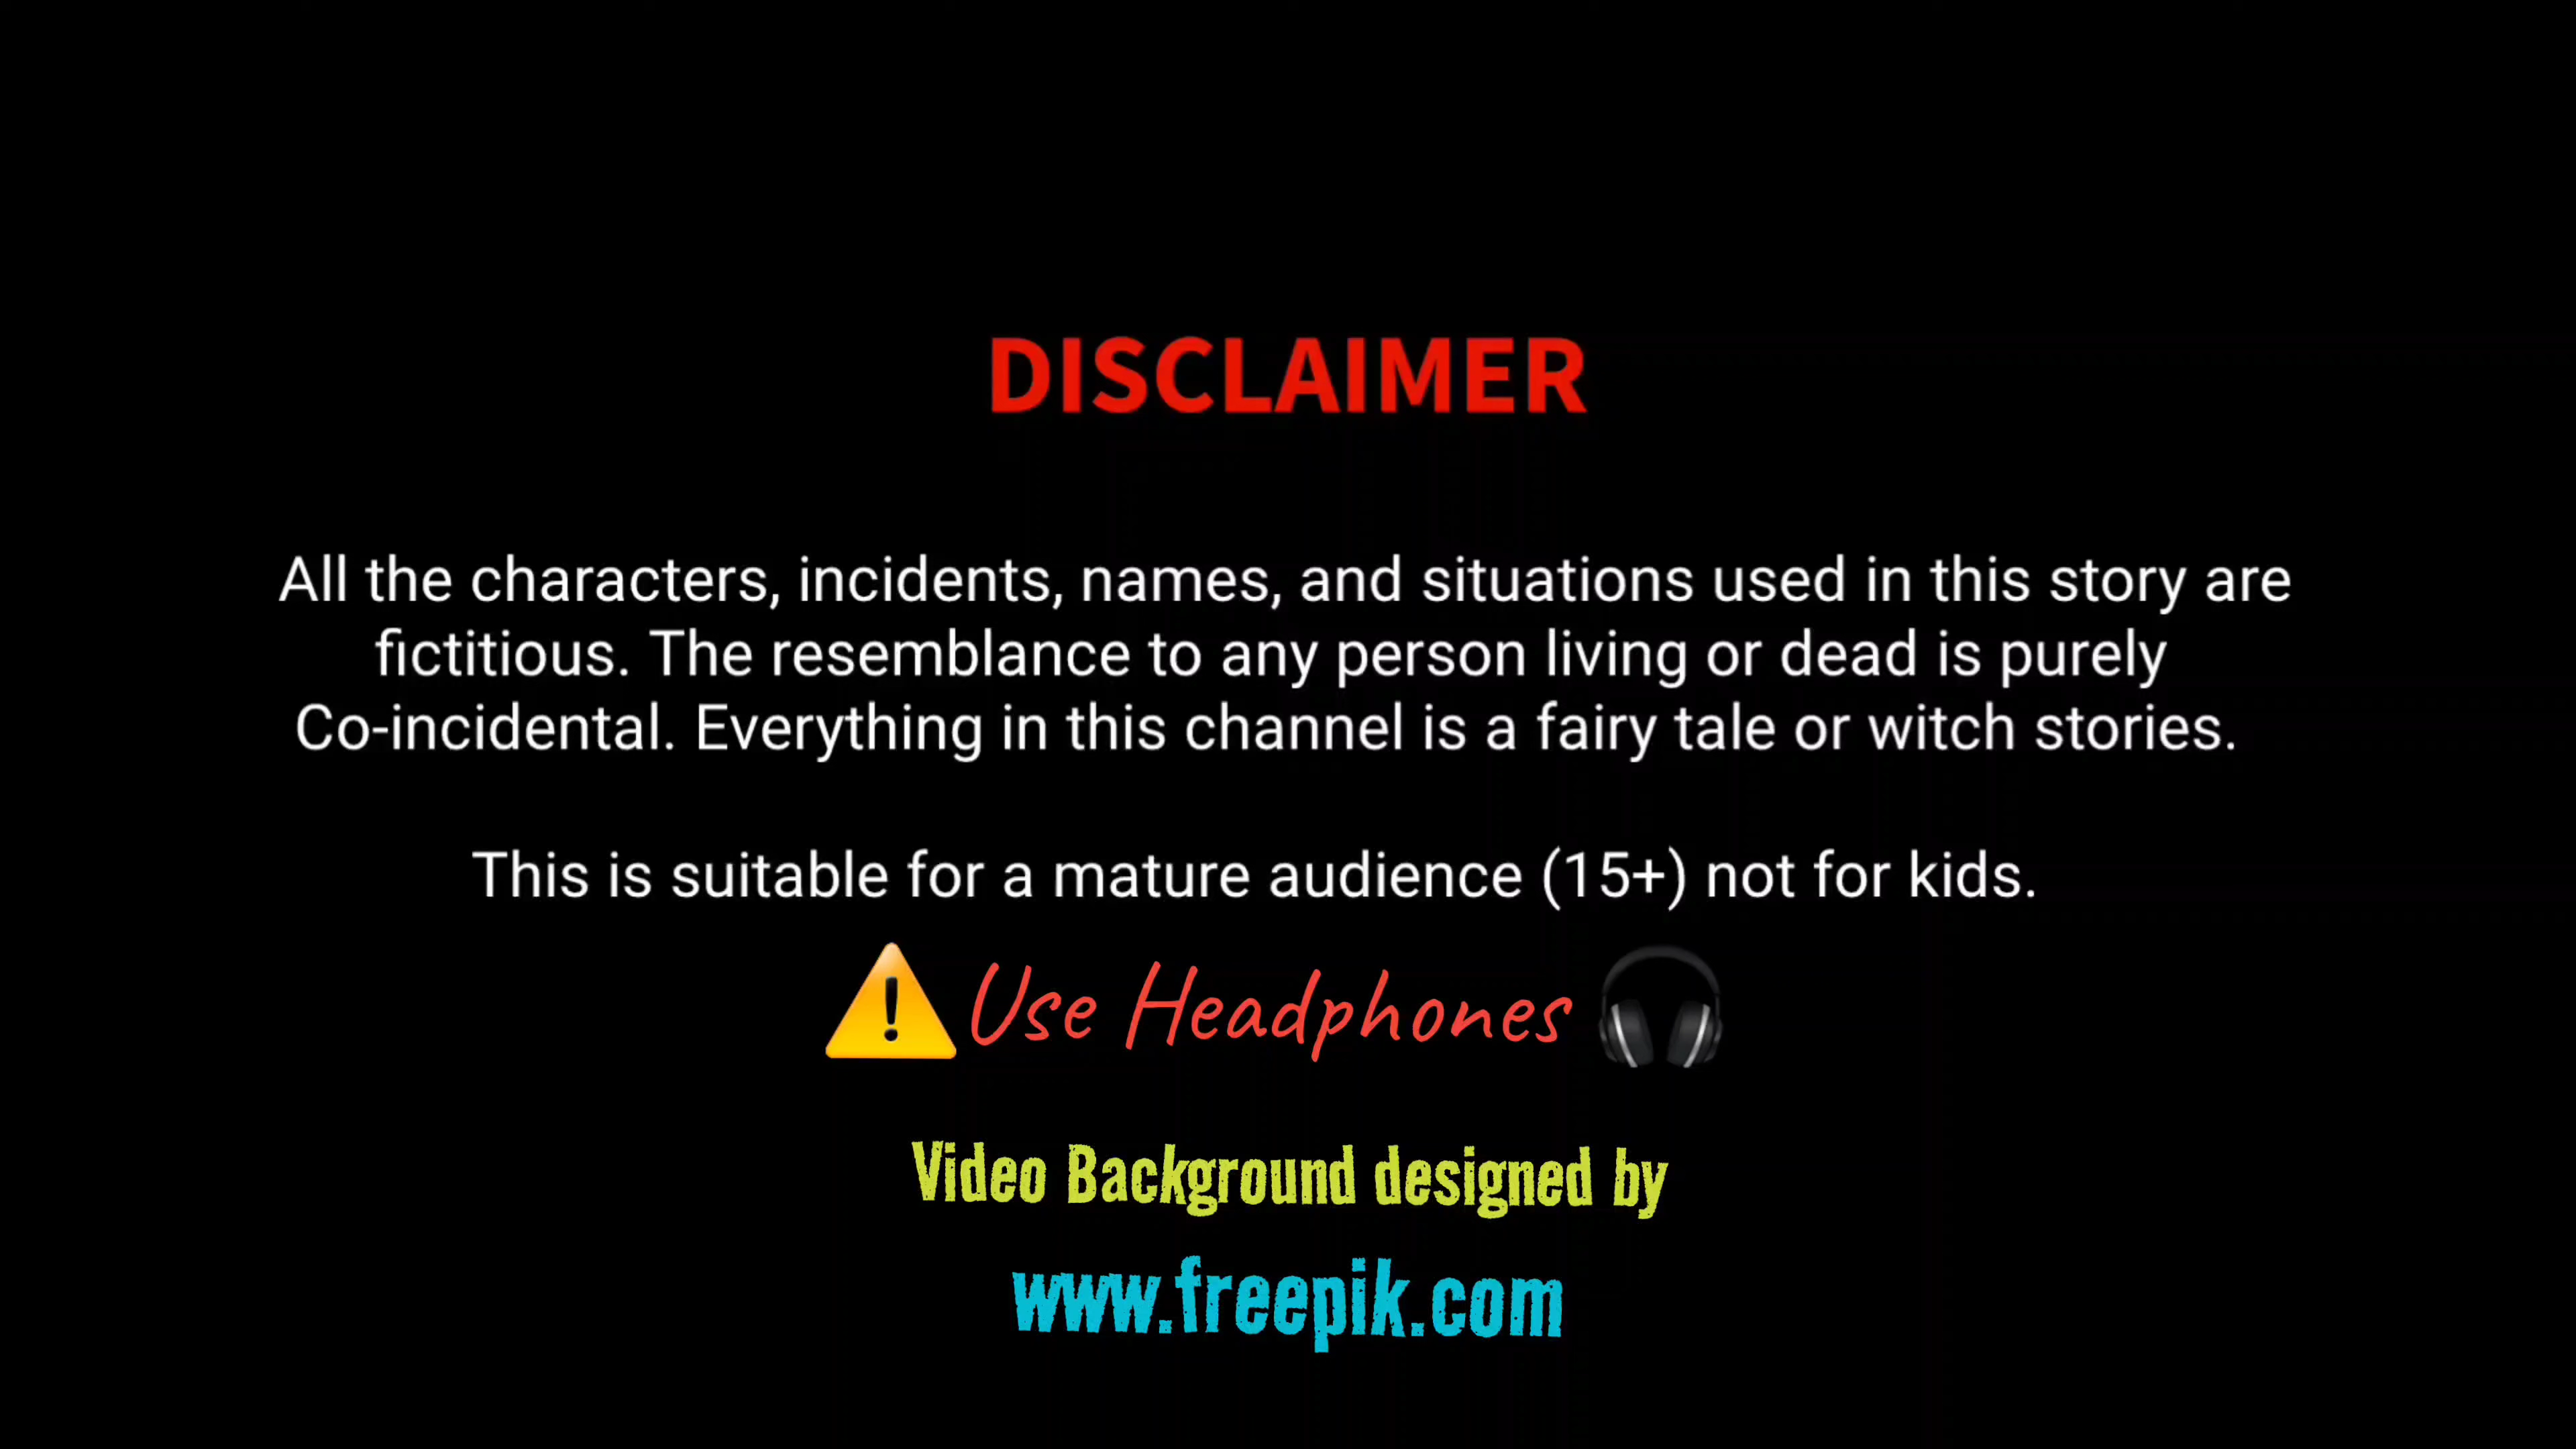 DISCLAIMER
All the characters, incidents, names, and situations used in this story are
fictitious. The resemblance to any person living or dead is purely
Co-incidental. Everything in this channel is a fairy tale or witch stories.
This is suitable for a mature audience (15+) not for kids.
⚠️Use Headphones 🎧
Video Background designed by
www.freepik.com